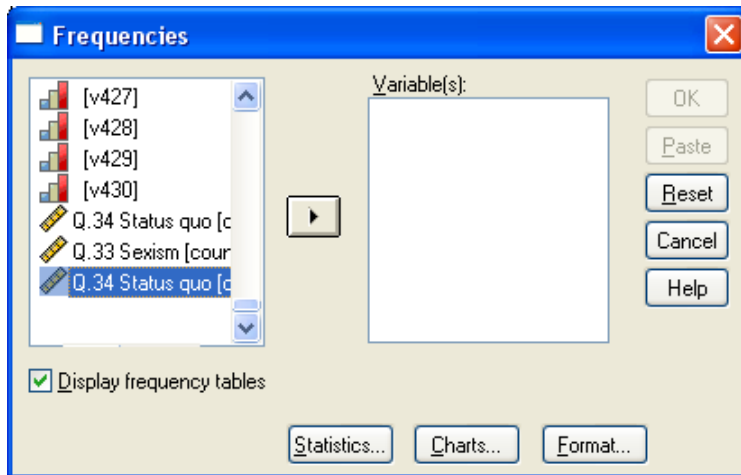 Frequencies
[v427]
[v428]
[v429]
[v430]
Q.34 Status quo [c
Q.33 Sexism [cour
Q.34 Status quo [c
Variable(s):
OK
Paste
Reset
Cancel
Help
Display frequency tables
Statistics...
Charts...
Format...